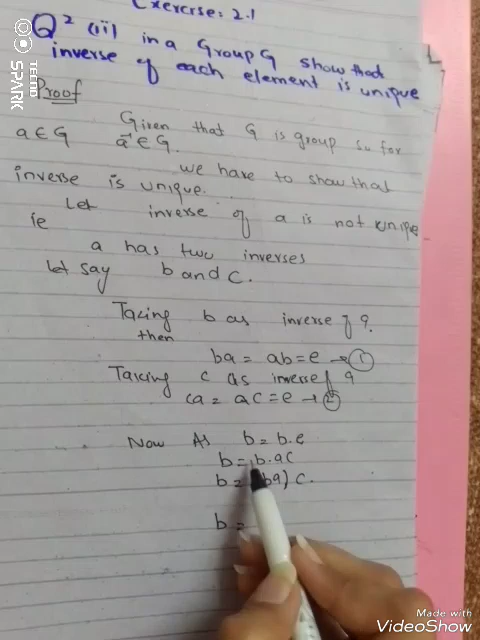 Exercise: 2.1
Q2 (ii) in a Group G show that
inverse of each element is unique
Proof
Given that G is group so for
a ∈ G a⁻¹ ∈ G.
we have to show that
inverse is unique.
Let inverse of a is not unique
ie
a has two inverses
let say b and c.
Taking b as inverse of a.
then
ba = ab = e → ①
Taking c as inverse of a
ca = ac = e → ②
Now As b = b.e
b = b.ac
b = (ba)c.
b =
TECNO
SPARK
Made with
VideoShow